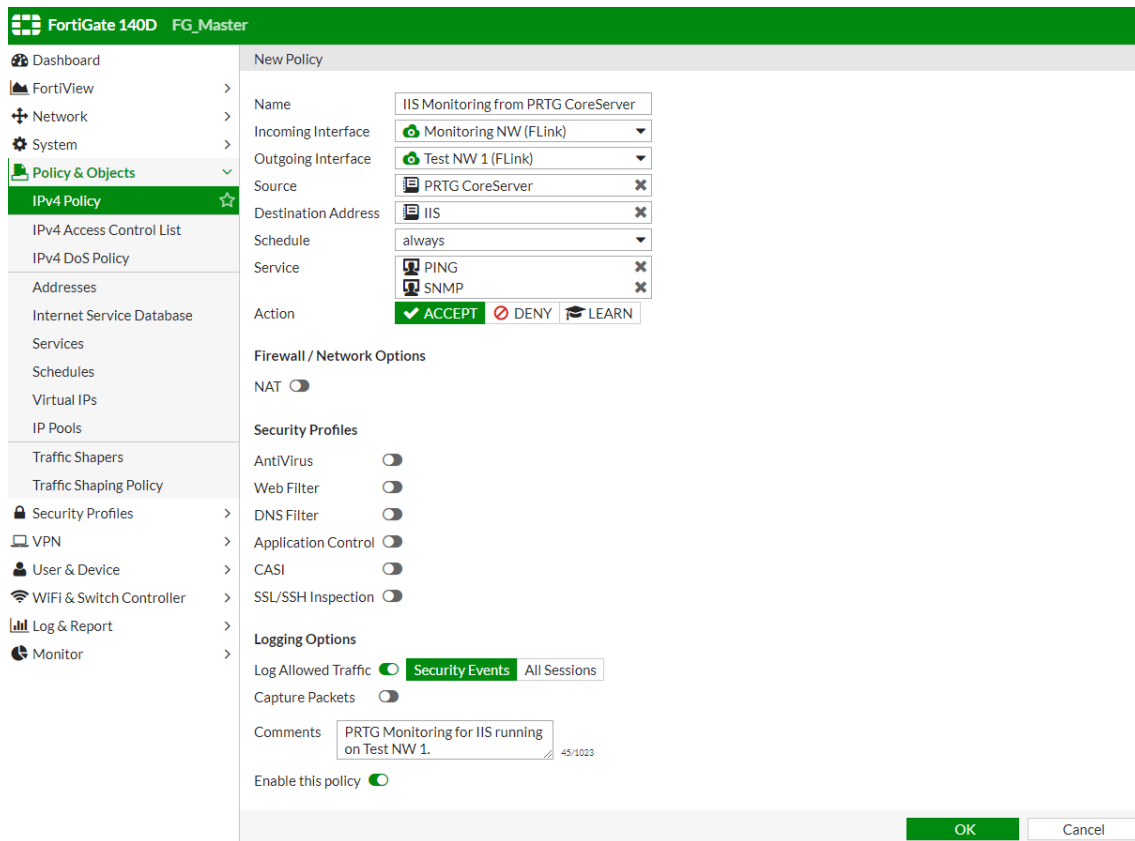 FortiGate 140D FG_Master
Dashboard
FortiView
Network
System
Policy & Objects
IPv4 Policy
IPv4 Access Control List
IPv4 DoS Policy
Addresses
Internet Service Database
Services
Schedules
Virtual IPs
IP Pools
Traffic Shapers
Traffic Shaping Policy
Security Profiles
VPN
User & Device
WiFi & Switch Controller
Log & Report
Monitor
New Policy
Name IIS Monitoring from PRTG CoreServer
Incoming Interface Monitoring NW (FLink)
Outgoing Interface Test NW 1 (FLink)
Source PRTG CoreServer
Destination Address IIS
Schedule always
Service PING
SNMP
Action ACCEPT DENY LEARN
Firewall / Network Options
NAT
Security Profiles
AntiVirus
Web Filter
DNS Filter
Application Control
CASI
SSL/SSH Inspection
Logging Options
Log Allowed Traffic Security Events All Sessions
Capture Packets
Comments PRTG Monitoring for IIS running
on Test NW 1. 45/1023
Enable this policy
OK Cancel